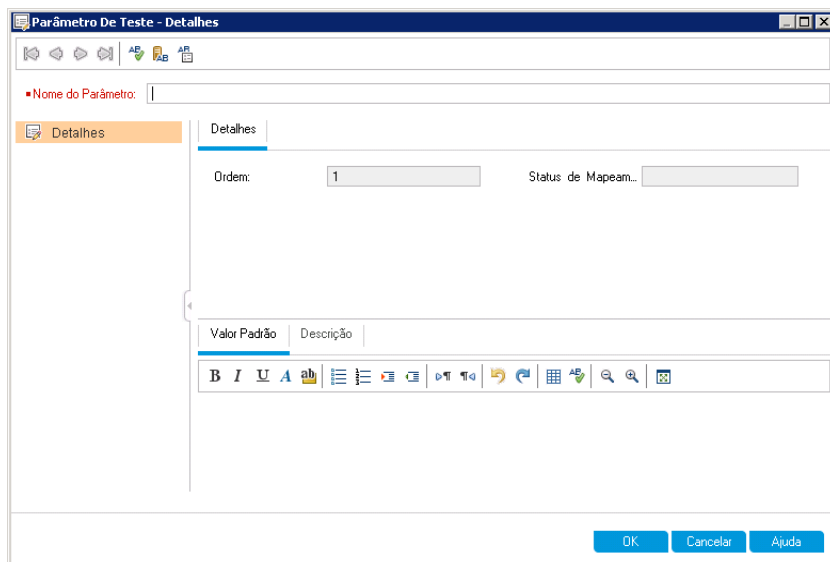 Parâmetro De Teste - Detalhes
Nome do Parâmetro:
Detalhes
Detalhes
Ordem: 1 Status de Mapeam...
Valor Padrão Descrição
B I U A ab
OK Cancelar Ajuda